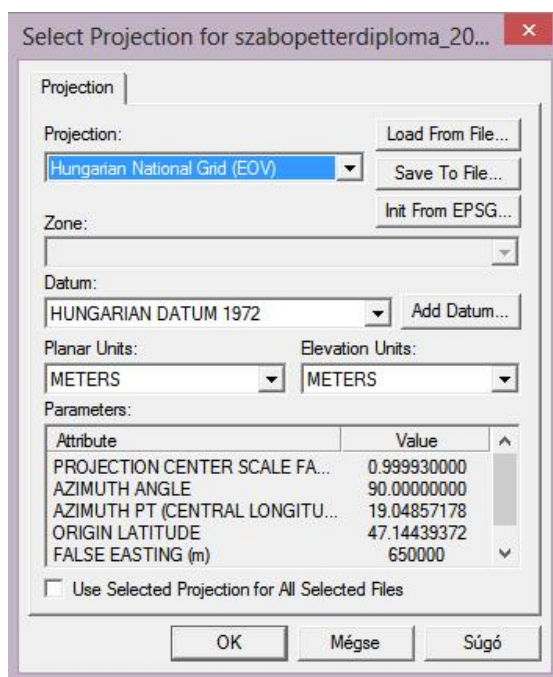 Select Projection for szabopetterdiploma_20...
Projection
Projection:
Load From File...
Hungarian National Grid (EOV)
Save To File...
Init From EPSG...
Zone:
Datum:
HUNGARIAN DATUM 1972
Add Datum...
Planar Units:
Elevation Units:
METERS
METERS
Parameters:
Attribute Value
PROJECTION CENTER SCALE FA... 0.999930000
AZIMUTH ANGLE 90.00000000
AZIMUTH PT (CENTRAL LONGITU... 19.04857178
ORIGIN LATITUDE 47.14439372
FALSE EASTING (m) 650000
Use Selected Projection for All Selected Files
OK Mégse Súgó